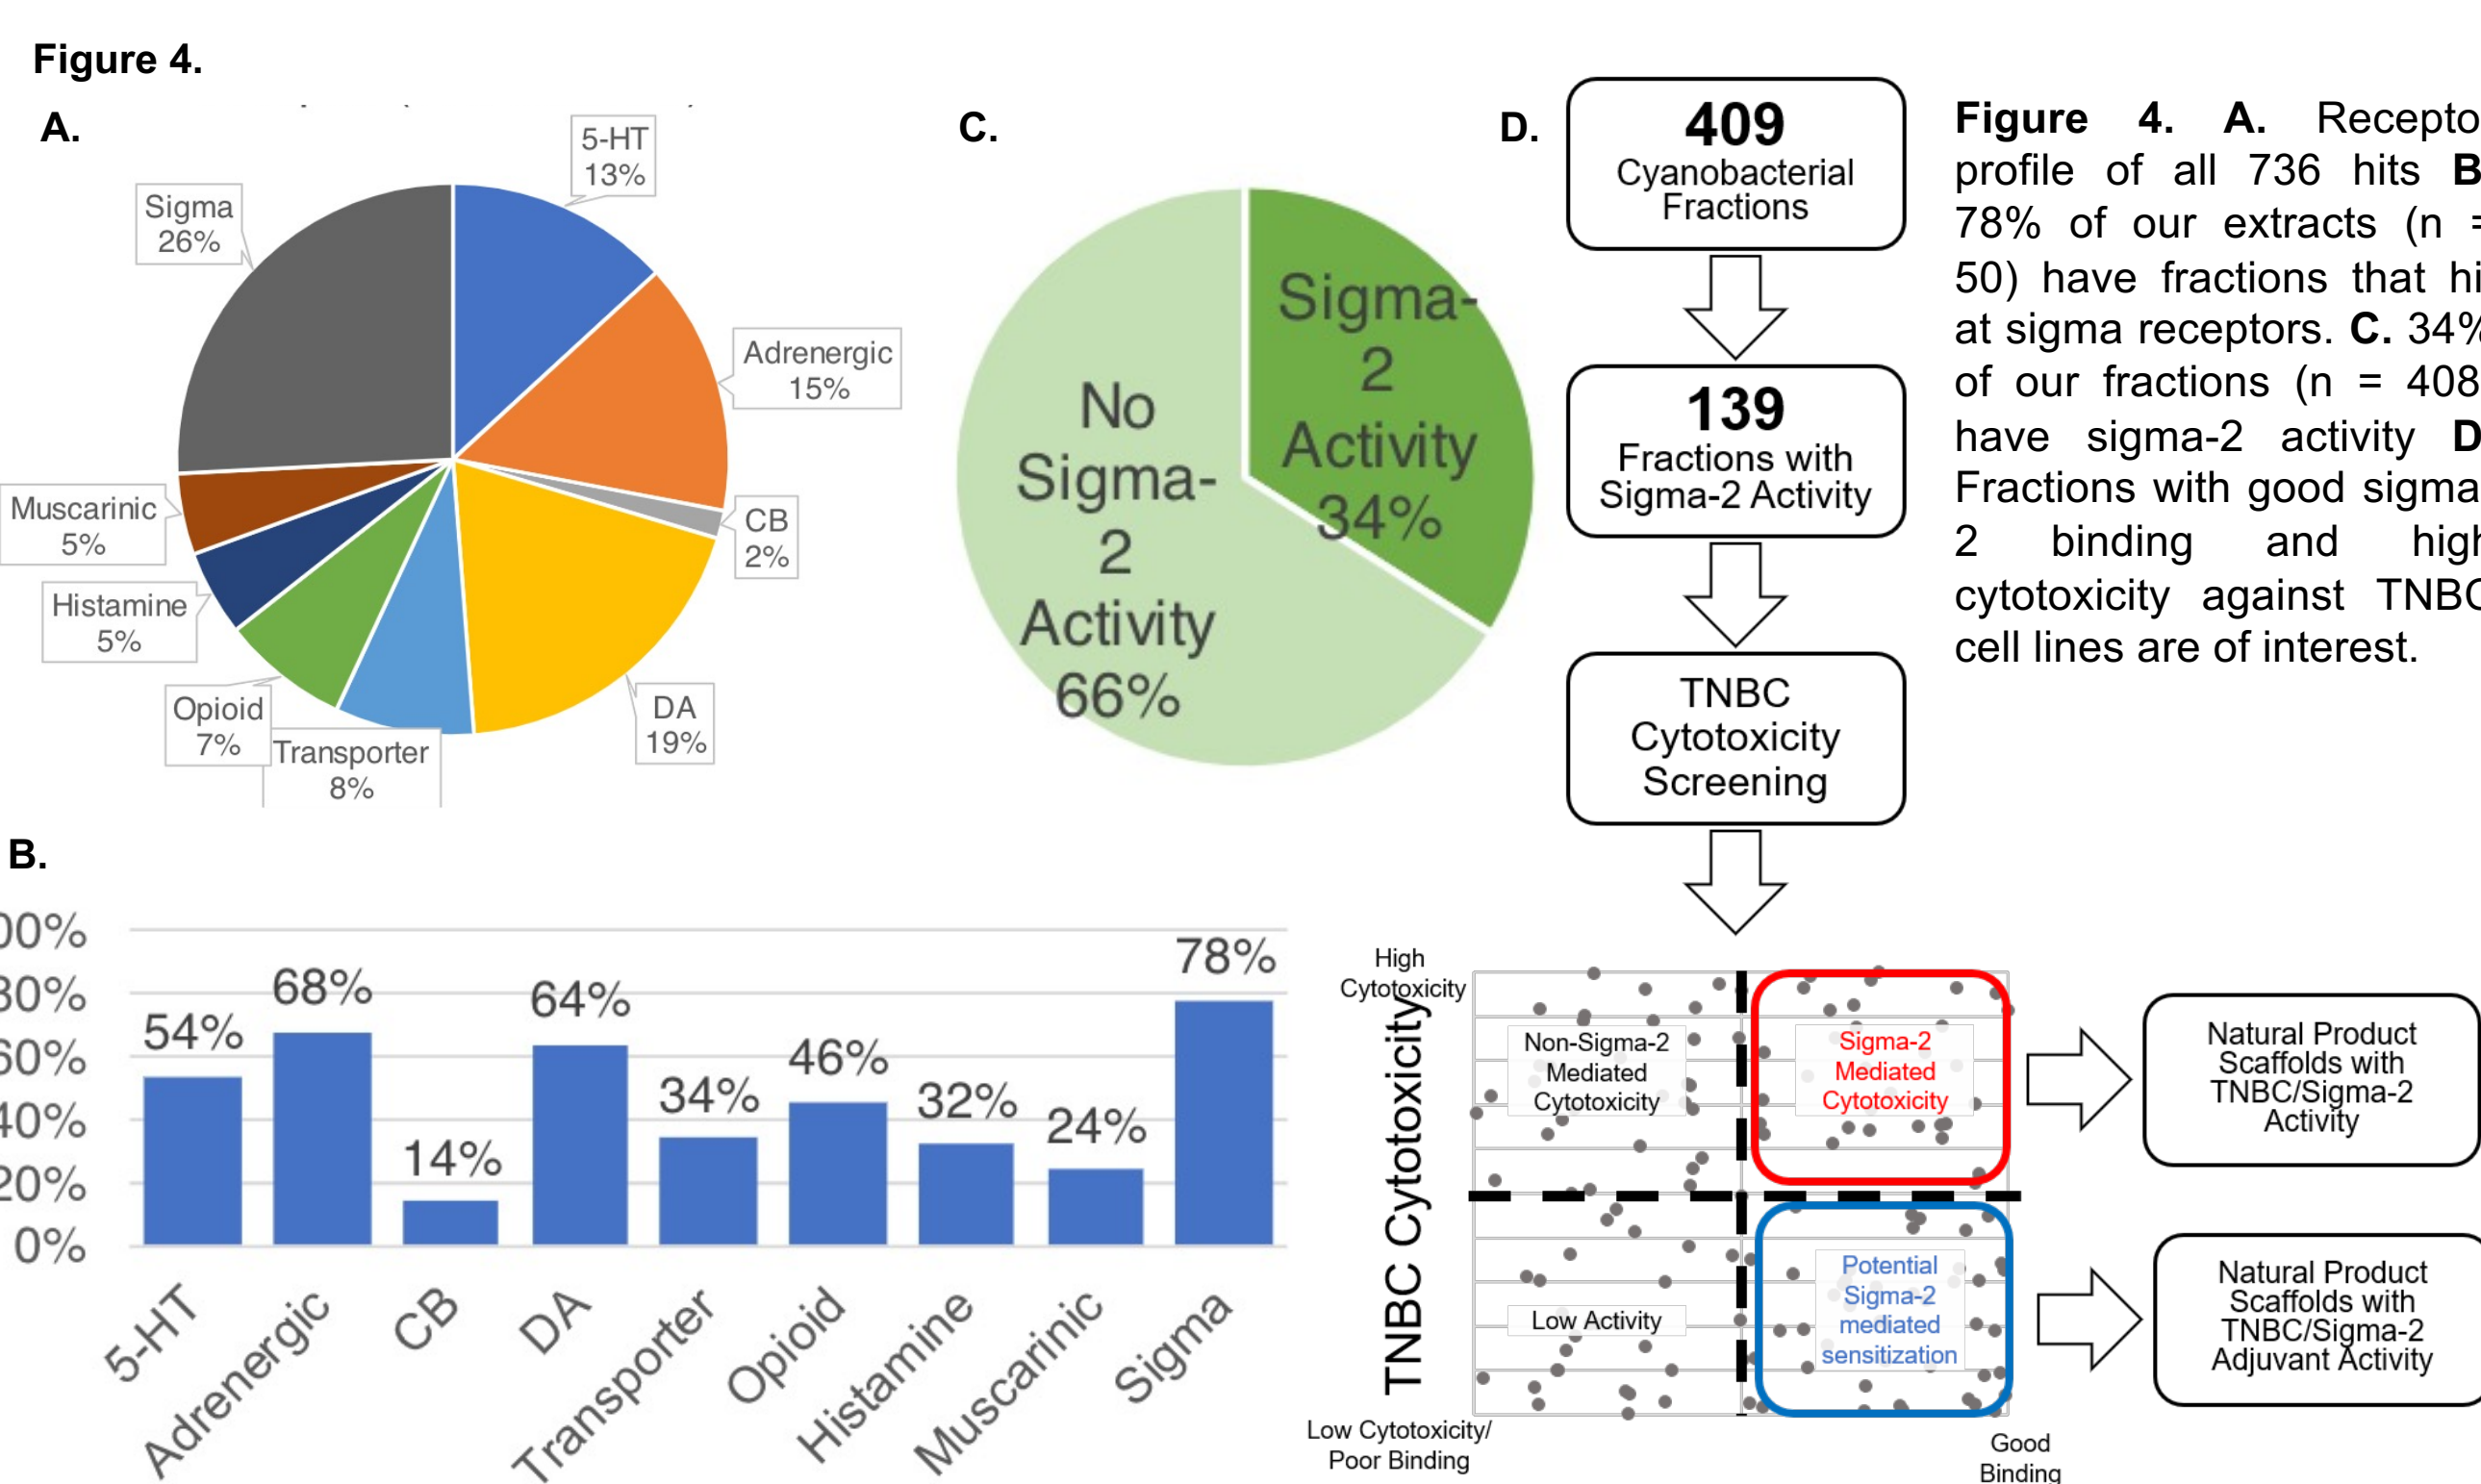 Figure 4.
A.
5-HT
13%
Sigma
26%
Adrenergic
15%
CB
2%
Muscarinic
5%
Histamine
5%
Opioid
7%
Transporter
8%
DA
19%
B.
00%
80%
60%
40%
20%
0%
54%
68%
14%
64%
34%
46%
32%
24%
78%
5-HT
Adrenergic
CB
DA
Transporter
Opioid
Histamine
Muscarinic
Sigma
C.
No
Sigma-
2
Activity
66%
Sigma-
2
Activity
34%
D.
409
Cyanobacterial
Fractions
139
Fractions with
Sigma-2 Activity
TNBC
Cytotoxicity
Screening
High
Cytotoxicity
TNBC Cytotoxicity
Non-Sigma-2
Mediated
Cytotoxicity
Sigma-2
Mediated
Cytotoxicity
Low Activity
Potential
Sigma-2
mediated
sensitization
Low Cytotoxicity/
Poor Binding
Good
Binding
Natural Product
Scaffolds with
TNBC/Sigma-2
Activity
Natural Product
Scaffolds with
TNBC/Sigma-2
Adjuvant Activity
Figure 4. A. Recepto
profile of all 736 hits B
78% of our extracts (n =
50) have fractions that hi
at sigma receptors. C. 34%
of our fractions (n = 408
have sigma-2 activity D
Fractions with good sigma
2 binding and high
cytotoxicity against TNBC
cell lines are of interest.